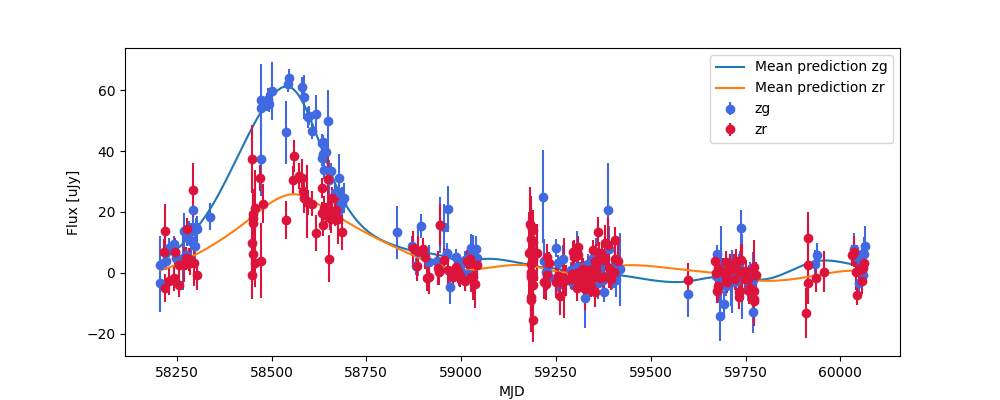 Mean prediction zg
Mean prediction zr
zg
zr
Flux [uJy]
60
40
20
0
−20
58250 58500 58750 59000 59250 59500 59750 60000
MJD